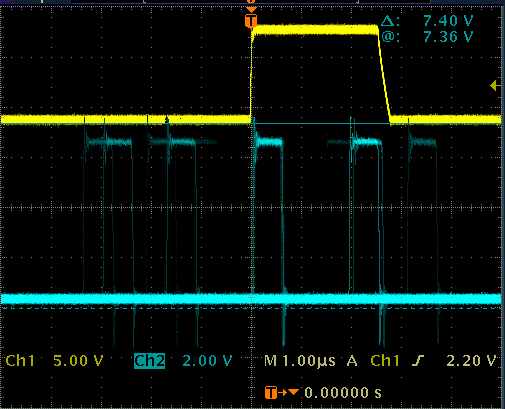 T
Δ: 7.40 V
@: 7.36 V
Ch1 5.00 V Ch2 2.00 V M 1.00µs A Ch1 2.20 V
T 0.00000 s